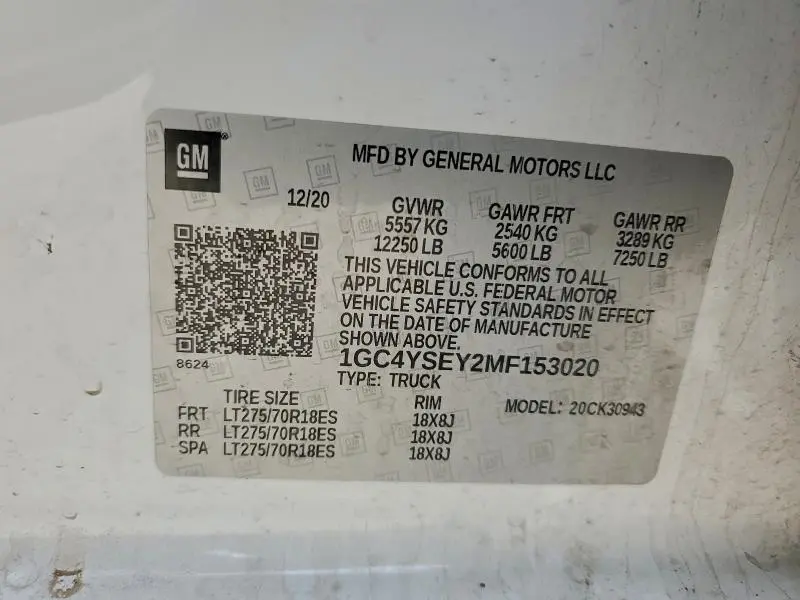 GM
MFD BY GENERAL MOTORS LLC
12/20
GVWR GAWR FRT GAWR RR
5557 KG 2540 KG 3289 KG
12250 LB 5600 LB 7250 LB
THIS VEHICLE CONFORMS TO ALL
APPLICABLE U.S. FEDERAL MOTOR
VEHICLE SAFETY STANDARDS IN EFFECT
ON THE DATE OF MANUFACTURE
SHOWN ABOVE.
8624
1GC4YSEY2MF153020
TYPE: TRUCK
TIRE SIZE RIM MODEL: 20CK30943
FRT LT275/70R18ES 18X8J
RR LT275/70R18ES 18X8J
SPA LT275/70R18ES 18X8J